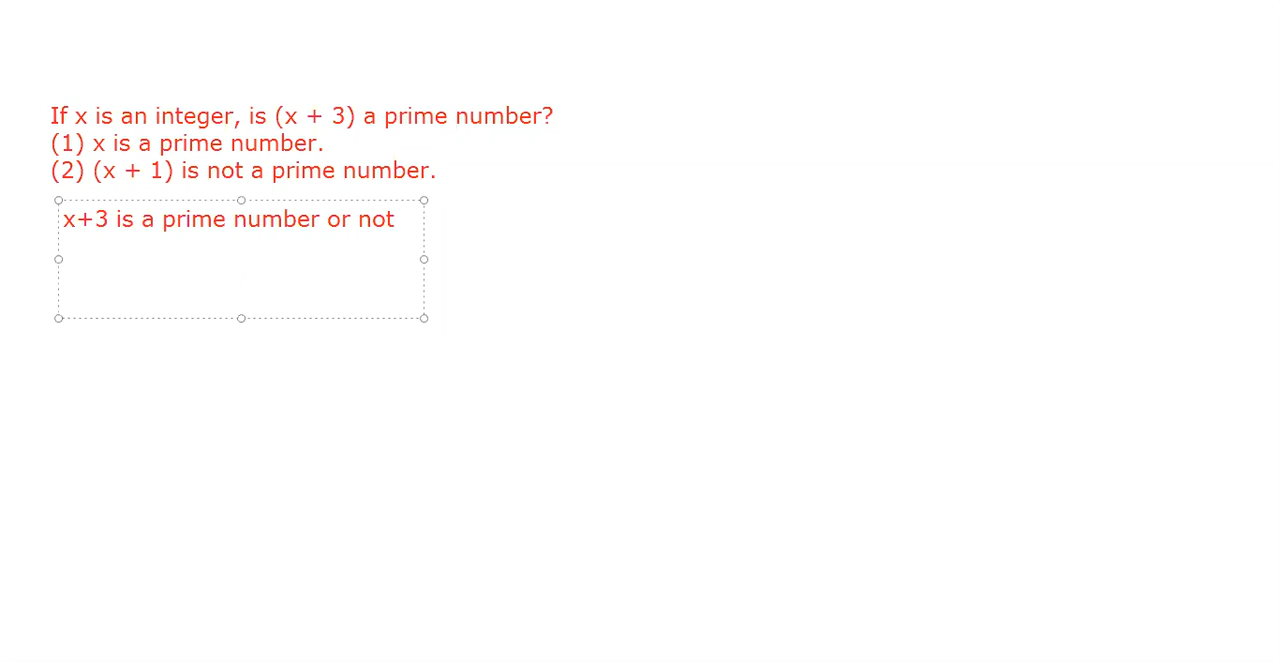 If x is an integer, is (x + 3) a prime number?
(1) x is a prime number.
(2) (x + 1) is not a prime number.
x+3 is a prime number or not